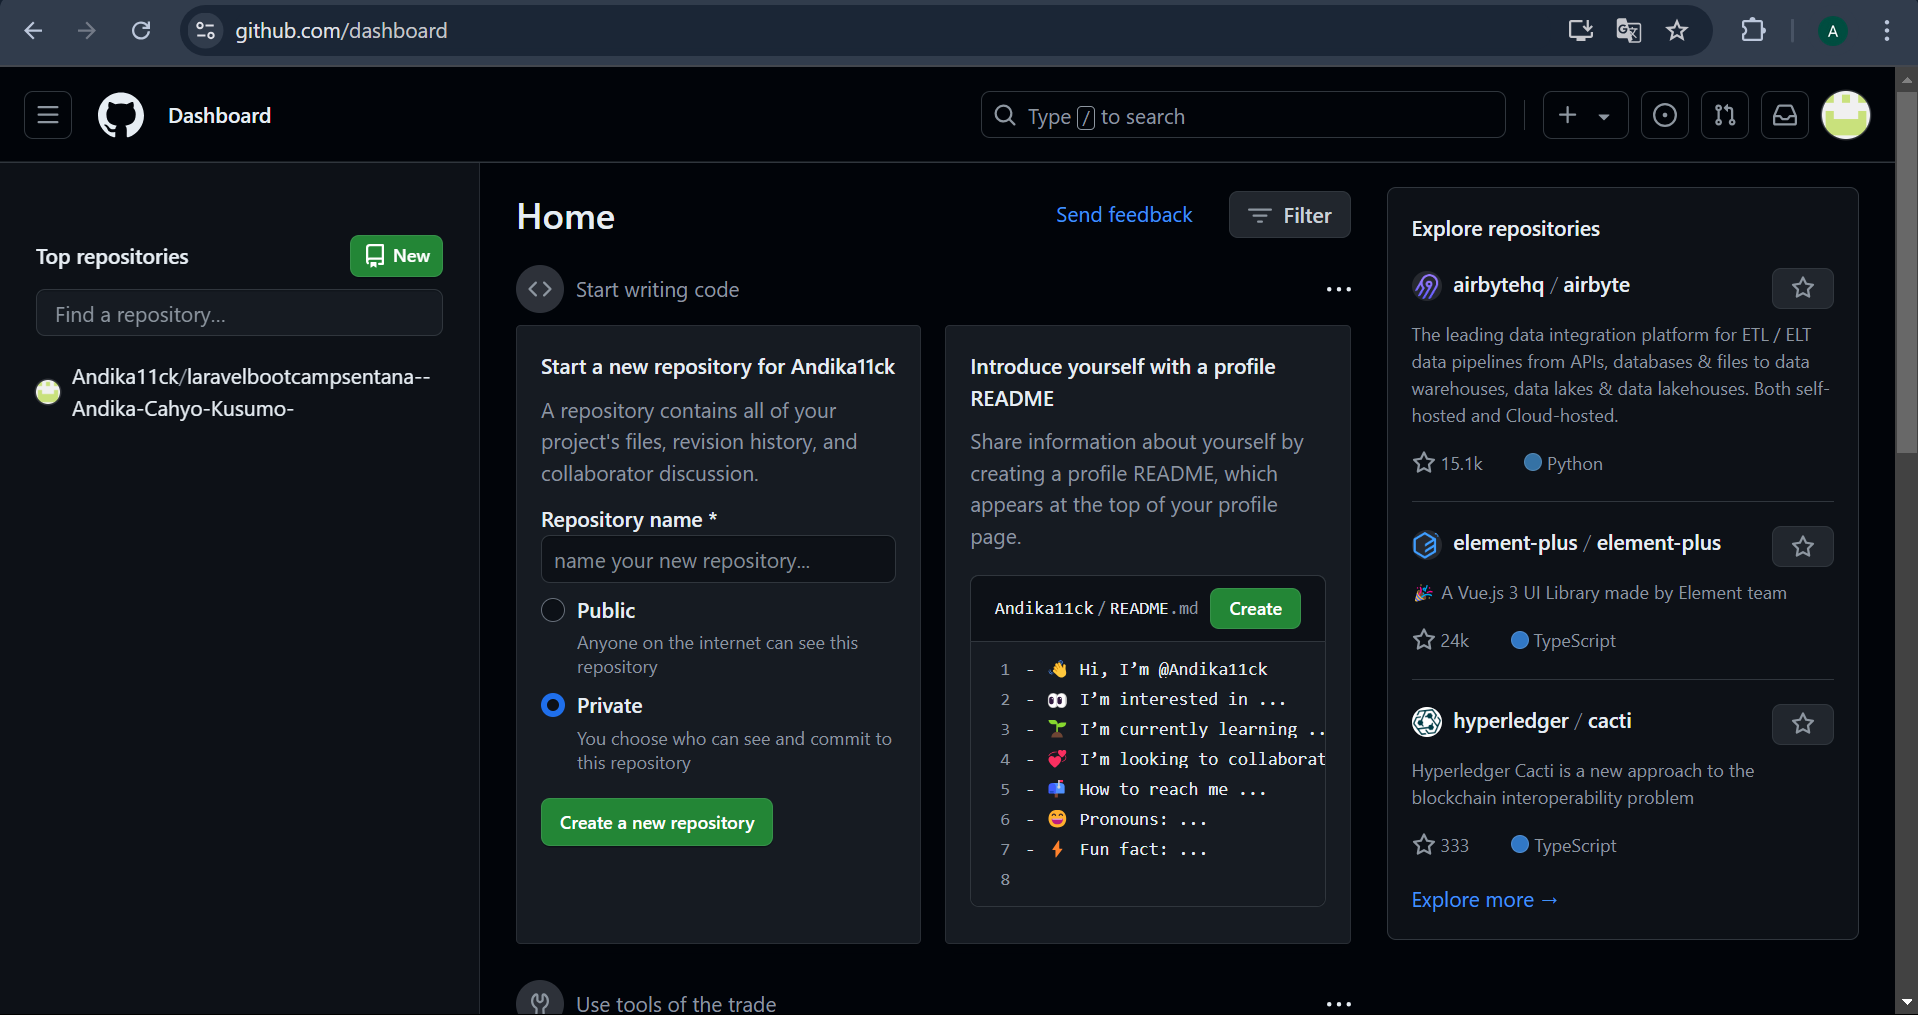 github.com/dashboard
A
Dashboard
Type / to search
Top repositories
New
Find a repository...
Andika11ck/laravelbootcampsentana--
Andika-Cahyo-Kusumo-
Home
Send feedback
Filter
Start writing code
Start a new repository for Andika11ck
A repository contains all of your
project's files, revision history, and
collaborator discussion.
Repository name *
name your new repository...
Public
Anyone on the internet can see this
repository
Private
You choose who can see and commit to
this repository
Create a new repository
Introduce yourself with a profile
README
Share information about yourself by
creating a profile README, which
appears at the top of your profile
page.
Andika11ck / README.md
Create
1 - 👋 Hi, I’m @Andika11ck
2 - 👀 I’m interested in ...
3 - 🌱 I’m currently learning ..
4 - 💞️ I’m looking to collaborat
5 - 📫 How to reach me ...
6 - 😄 Pronouns: ...
7 - ⚡ Fun fact: ...
8
Use tools of the trade
Explore repositories
airbytehq / airbyte
The leading data integration platform for ETL / ELT
data pipelines from APIs, databases & files to data
warehouses, data lakes & data lakehouses. Both self-
hosted and Cloud-hosted.
15.1k Python
element-plus / element-plus
🎉 A Vue.js 3 UI Library made by Element team
24k TypeScript
hyperledger / cacti
Hyperledger Cacti is a new approach to the
blockchain interoperability problem
333 TypeScript
Explore more →